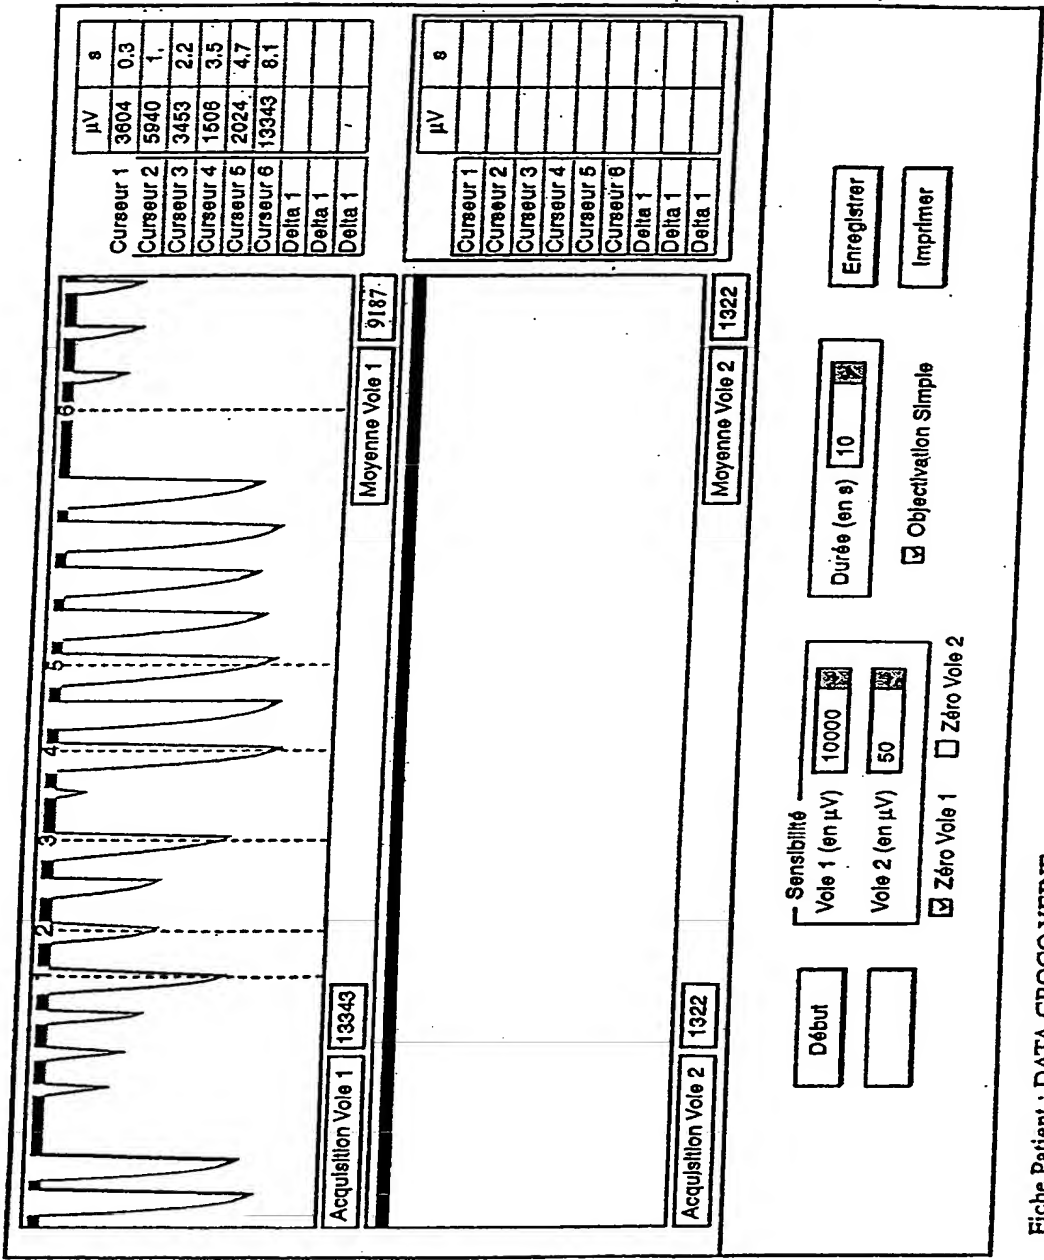 1
2
3
4
5
6
µV s
Curseur 1 3604 0.3
Curseur 2 5940 1.
Curseur 3 3453 2.2
Curseur 4 1506 3.5
Curseur 5 2024 4.7
Curseur 6 13343 8.1
Delta 1
Delta 1
Delta 1
Acquisition Voie 1 13343
Moyenne Voie 1 9187
µV s
Curseur 1
Curseur 2
Curseur 3
Curseur 4
Curseur 5
Curseur 6
Delta 1
Delta 1
Delta 1
Acquisition Voie 2 1322
Moyenne Voie 2 1322
Début
Sensibilité
Voie 1 (en µV) 10000
Voie 2 (en µV) 50
Zéro Voie 1
Zéro Voie 2
Durée (en s) 10
Objectivation Simple
Enregistrer
Imprimer
Fiche Patient : DATA